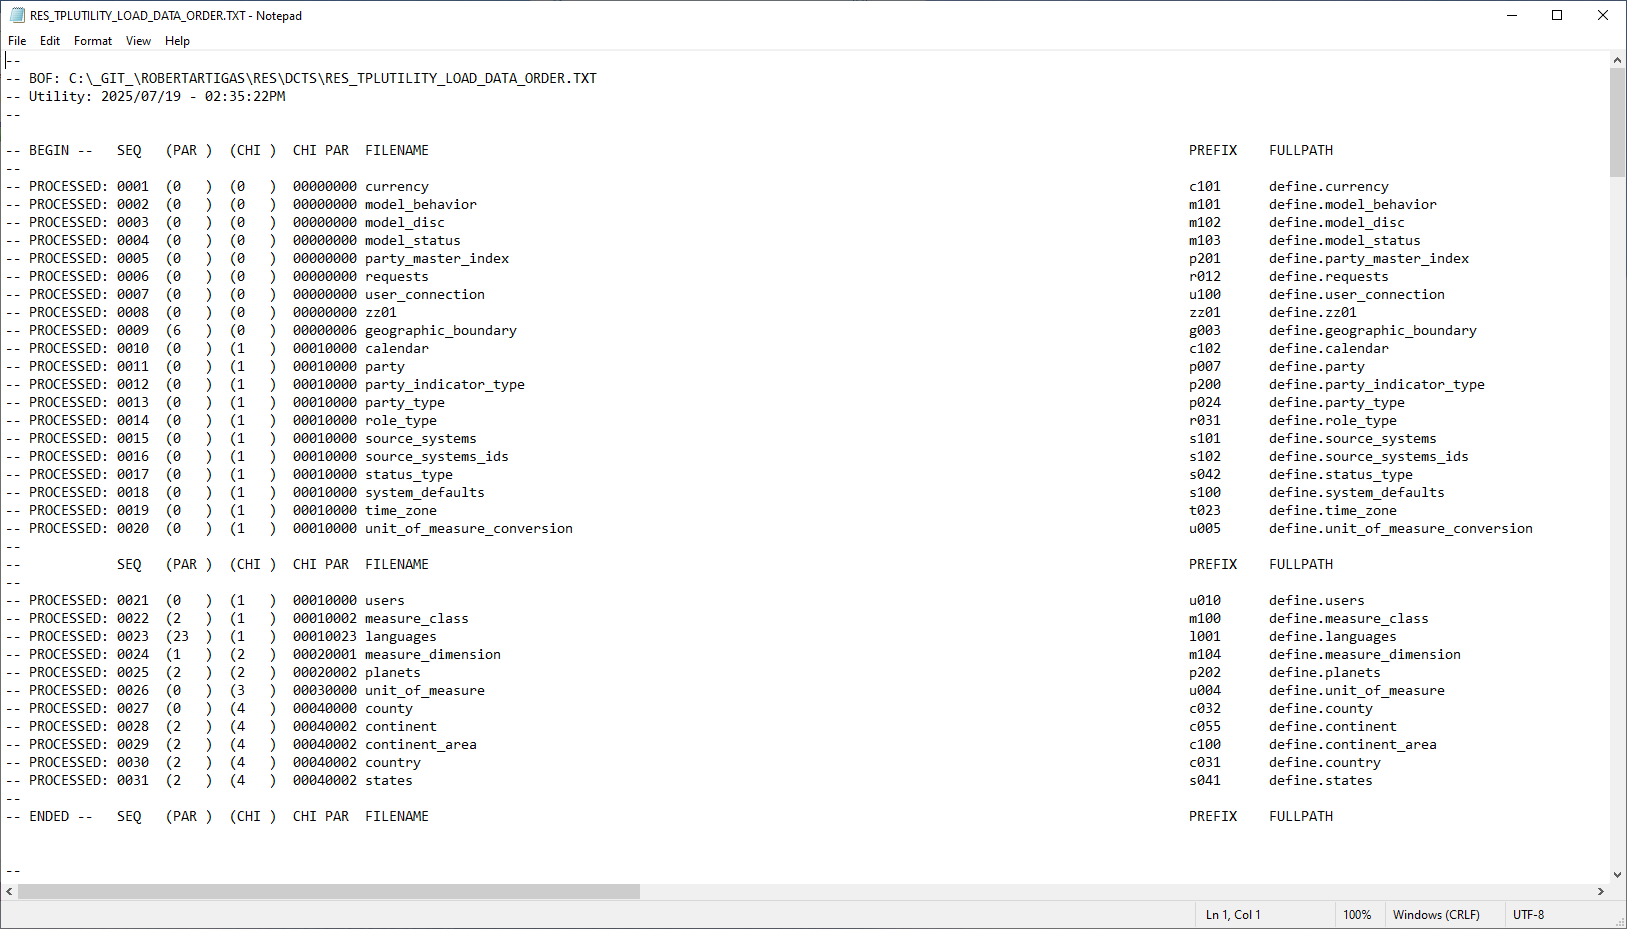 RES_TPLUTILITY_LOAD_DATA_ORDER.TXT - Notepad
File Edit Format View Help
--
-- BOF: C:\_GIT_\ROBERTARTIGAS\RES\DCTS\RES_TPLUTILITY_LOAD_DATA_ORDER.TXT
-- Utility: 2025/07/19 - 02:35:22PM
--
-- BEGIN -- SEQ (PAR ) (CHI ) CHI PAR FILENAME PREFIX FULLPATH
--
-- PROCESSED: 0001 (0 ) (0 ) 00000000 currency c101 define.currency
-- PROCESSED: 0002 (0 ) (0 ) 00000000 model_behavior m101 define.model_behavior
-- PROCESSED: 0003 (0 ) (0 ) 00000000 model_disc m102 define.model_disc
-- PROCESSED: 0004 (0 ) (0 ) 00000000 model_status m103 define.model_status
-- PROCESSED: 0005 (0 ) (0 ) 00000000 party_master_index p201 define.party_master_index
-- PROCESSED: 0006 (0 ) (0 ) 00000000 requests r012 define.requests
-- PROCESSED: 0007 (0 ) (0 ) 00000000 user_connection u100 define.user_connection
-- PROCESSED: 0008 (0 ) (0 ) 00000000 zz01 zz01 define.zz01
-- PROCESSED: 0009 (6 ) (0 ) 00000006 geographic_boundary g003 define.geographic_boundary
-- PROCESSED: 0010 (0 ) (1 ) 00010000 calendar c102 define.calendar
-- PROCESSED: 0011 (0 ) (1 ) 00010000 party p007 define.party
-- PROCESSED: 0012 (0 ) (1 ) 00010000 party_indicator_type p200 define.party_indicator_type
-- PROCESSED: 0013 (0 ) (1 ) 00010000 party_type p024 define.party_type
-- PROCESSED: 0014 (0 ) (1 ) 00010000 role_type r031 define.role_type
-- PROCESSED: 0015 (0 ) (1 ) 00010000 source_systems s101 define.source_systems
-- PROCESSED: 0016 (0 ) (1 ) 00010000 source_systems_ids s102 define.source_systems_ids
-- PROCESSED: 0017 (0 ) (1 ) 00010000 status_type s042 define.status_type
-- PROCESSED: 0018 (0 ) (1 ) 00010000 system_defaults s100 define.system_defaults
-- PROCESSED: 0019 (0 ) (1 ) 00010000 time_zone t023 define.time_zone
-- PROCESSED: 0020 (0 ) (1 ) 00010000 unit_of_measure_conversion u005 define.unit_of_measure_conversion
--
-- SEQ (PAR ) (CHI ) CHI PAR FILENAME PREFIX FULLPATH
--
-- PROCESSED: 0021 (0 ) (1 ) 00010000 users u010 define.users
-- PROCESSED: 0022 (2 ) (1 ) 00010002 measure_class m100 define.measure_class
-- PROCESSED: 0023 (23 ) (1 ) 00010023 languages l001 define.languages
-- PROCESSED: 0024 (1 ) (2 ) 00020001 measure_dimension m104 define.measure_dimension
-- PROCESSED: 0025 (2 ) (2 ) 00020002 planets p202 define.planets
-- PROCESSED: 0026 (0 ) (3 ) 00030000 unit_of_measure u004 define.unit_of_measure
-- PROCESSED: 0027 (0 ) (4 ) 00040000 county c032 define.county
-- PROCESSED: 0028 (2 ) (4 ) 00040002 continent c055 define.continent
-- PROCESSED: 0029 (2 ) (4 ) 00040002 continent_area c100 define.continent_area
-- PROCESSED: 0030 (2 ) (4 ) 00040002 country c031 define.country
-- PROCESSED: 0031 (2 ) (4 ) 00040002 states s041 define.states
--
-- ENDED -- SEQ (PAR ) (CHI ) CHI PAR FILENAME PREFIX FULLPATH
--
Ln 1, Col 1 100% Windows (CRLF) UTF-8